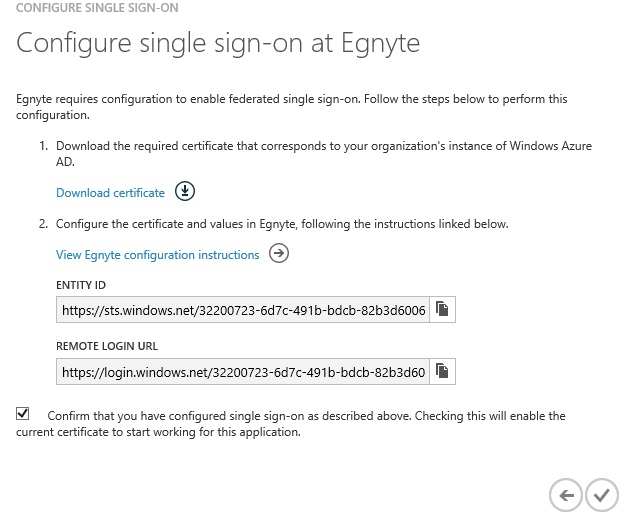 CONFIGURE SINGLE SIGN-ON
Configure single sign-on at Egnyte
Egnyte requires configuration to enable federated single sign-on. Follow the steps below to perform this
configuration.
1. Download the required certificate that corresponds to your organization's instance of Windows Azure
AD.
Download certificate
2. Configure the certificate and values in Egnyte, following the instructions linked below.
View Egnyte configuration instructions
ENTITY ID
https://sts.windows.net/32200723-6d7c-491b-bdcb-82b3d6006
REMOTE LOGIN URL
https://login.windows.net/32200723-6d7c-491b-bdcb-82b3d60
Confirm that you have configured single sign-on as described above. Checking this will enable the
current certificate to start working for this application.